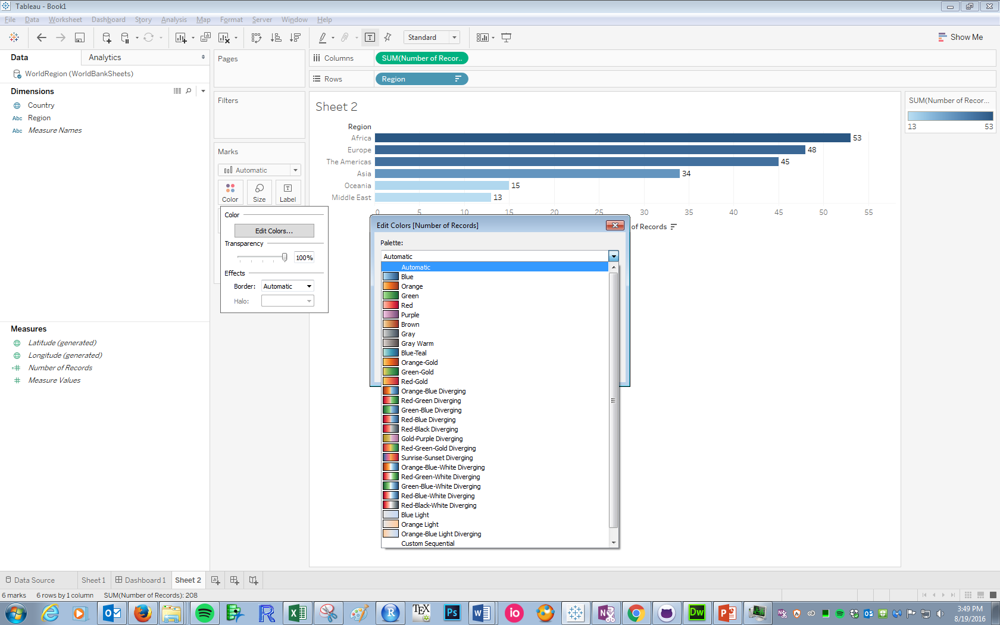 Tableau - Book1
File Data Worksheet Dashboard Story Analysis Map Format Server Window Help
Standard
Show Me
Data
Analytics
WorldRegion (WorldBankSheets)
Dimensions
Country
Abc Region
Abc Measure Names
Measures
Latitude (generated)
Longitude (generated)
Number of Records
Measure Values
Pages
Filters
Marks
Automatic
Color Size Label
Color
Edit Colors...
Transparency
100%
Effects
Border: Automatic
Halo:
Columns SUM(Number of Recor..
Rows Region
Sheet 2
Region
Africa 53
Europe 48
The Americas 45
Asia 34
Oceania 15
Middle East 13
0 5 10 15 20 25 30 35 40 45 50 55
of Records
SUM(Number of Recor...
13 53
Edit Colors [Number of Records]
Palette:
Automatic
Automatic
Blue
Orange
Green
Red
Purple
Brown
Gray
Gray Warm
Blue-Teal
Orange-Gold
Green-Gold
Red-Gold
Orange-Blue Diverging
Red-Green Diverging
Green-Blue Diverging
Red-Blue Diverging
Red-Black Diverging
Gold-Purple Diverging
Red-Green-Gold Diverging
Sunrise-Sunset Diverging
Orange-Blue-White Diverging
Red-Green-White Diverging
Green-Blue-White Diverging
Red-Blue-White Diverging
Red-Black-White Diverging
Blue Light
Orange Light
Orange-Blue Light Diverging
Custom Sequential
Data Source Sheet 1 Dashboard 1 Sheet 2
6 marks 6 rows by 1 column SUM(Number of Records): 208
TEX Ps io Dw
3:49 PM
8/19/2016